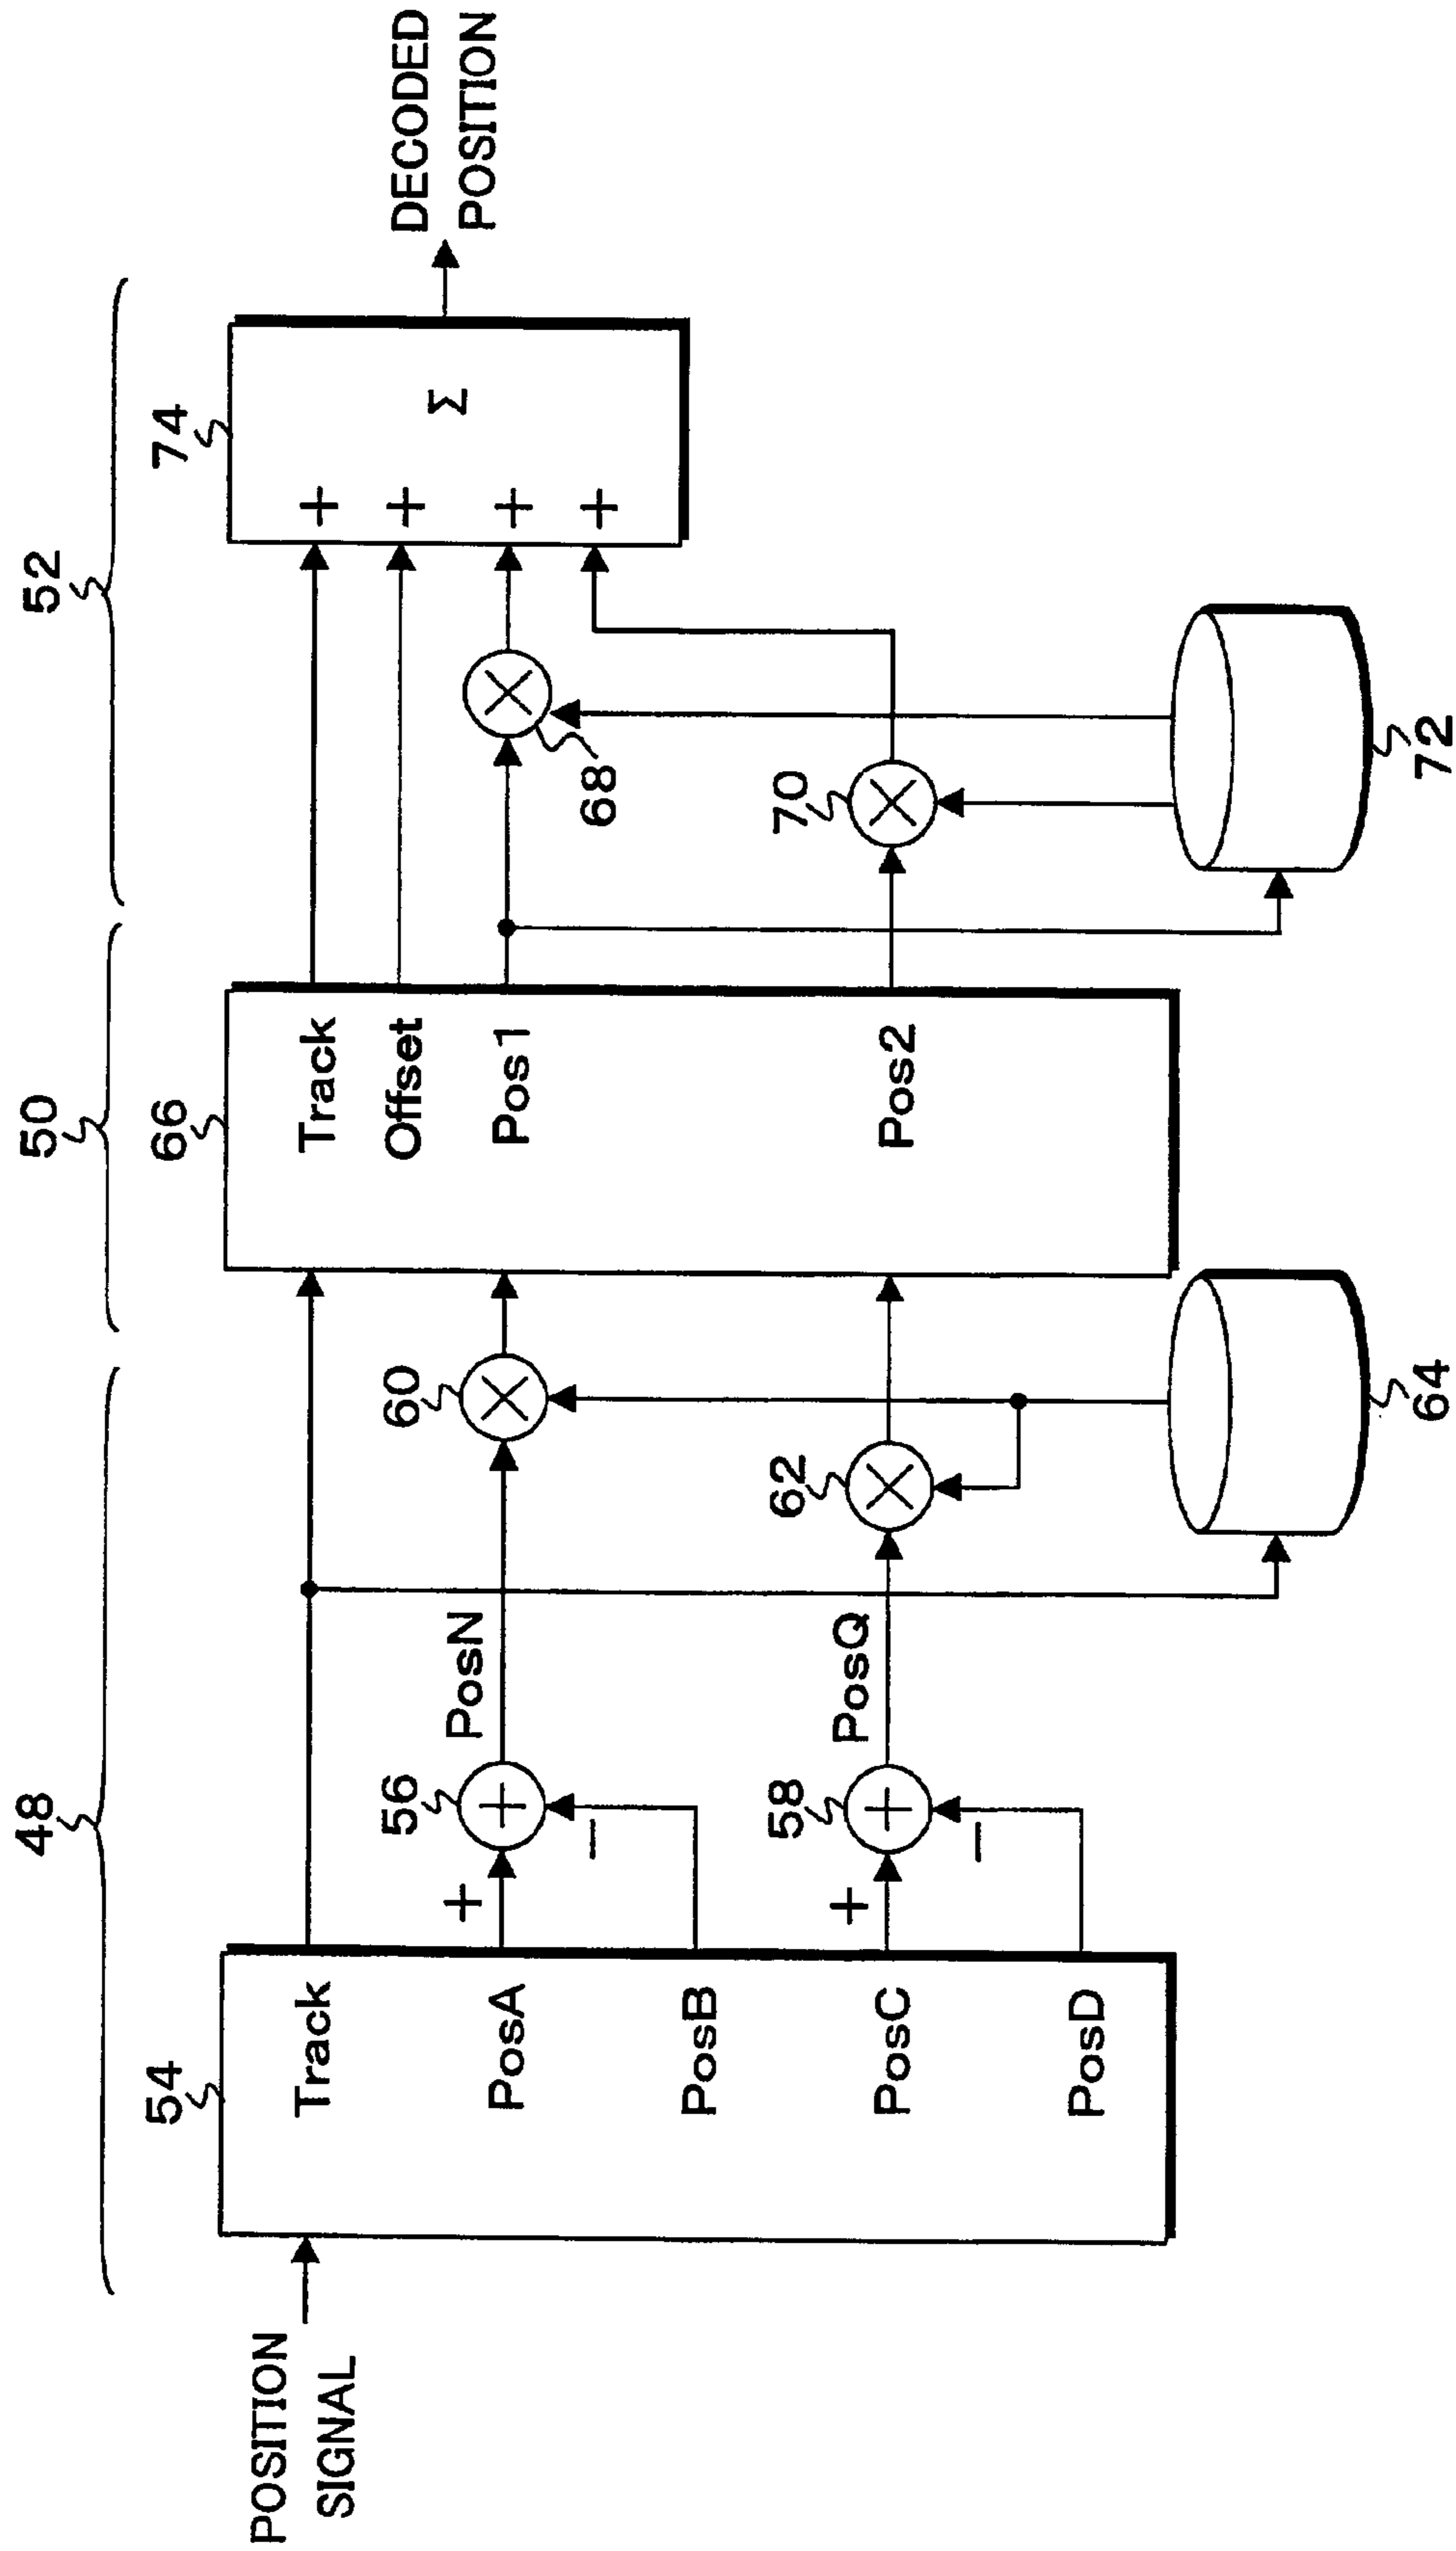 POSITION
SIGNAL
48
54
Track
PosA
PosB
PosC
PosD
+
−
56
PosN
+
−
58
PosQ
60
62
64
50
66
Track
Offset
Pos1
Pos2
52
68
70
72
74
+
+
+
+
Σ
DECODED
POSITION